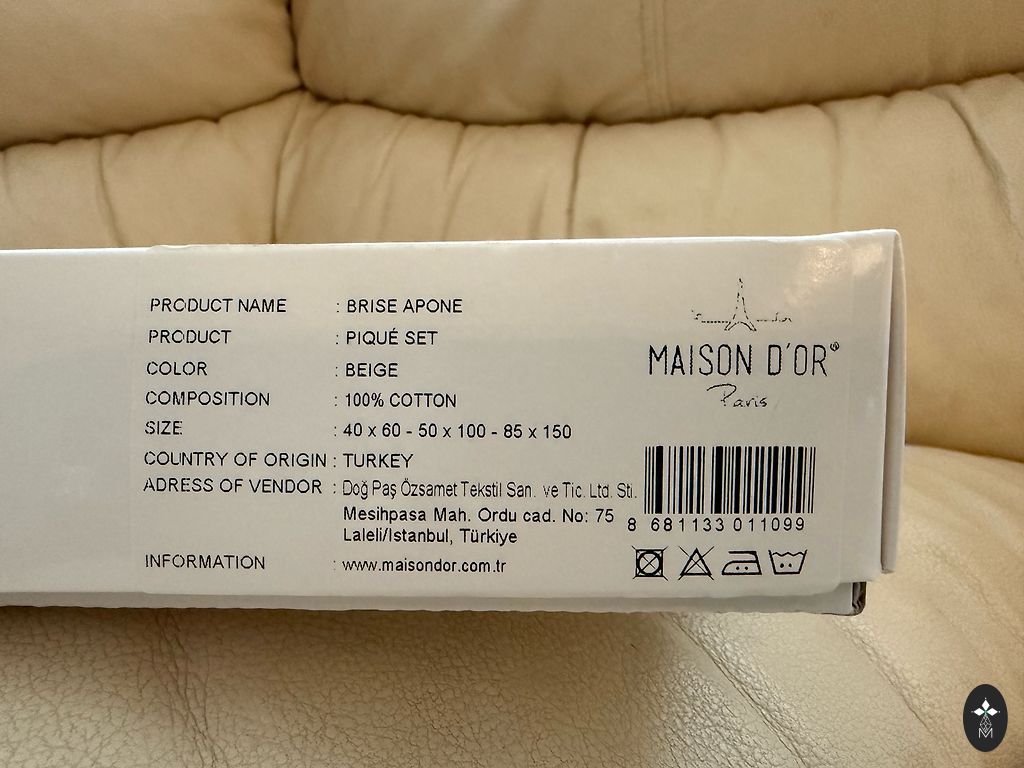 PRODUCT NAME : BRISE APONE
PRODUCT : PIQUÉ SET
COLOR : BEIGE
COMPOSITION : 100% COTTON
SIZE : 40 x 60 - 50 x 100 - 85 x 150
COUNTRY OF ORIGIN : TURKEY
ADRESS OF VENDOR : Doğ Paş Özsamet Tekstil San. ve Tic. Ltd. Sti.
Mesihpasa Mah. Ordu cad. No: 75
Laleli/Istanbul, Türkiye
INFORMATION : www.maisondor.com.tr
MAISON D'OR®
Paris
8 681133 011099
M